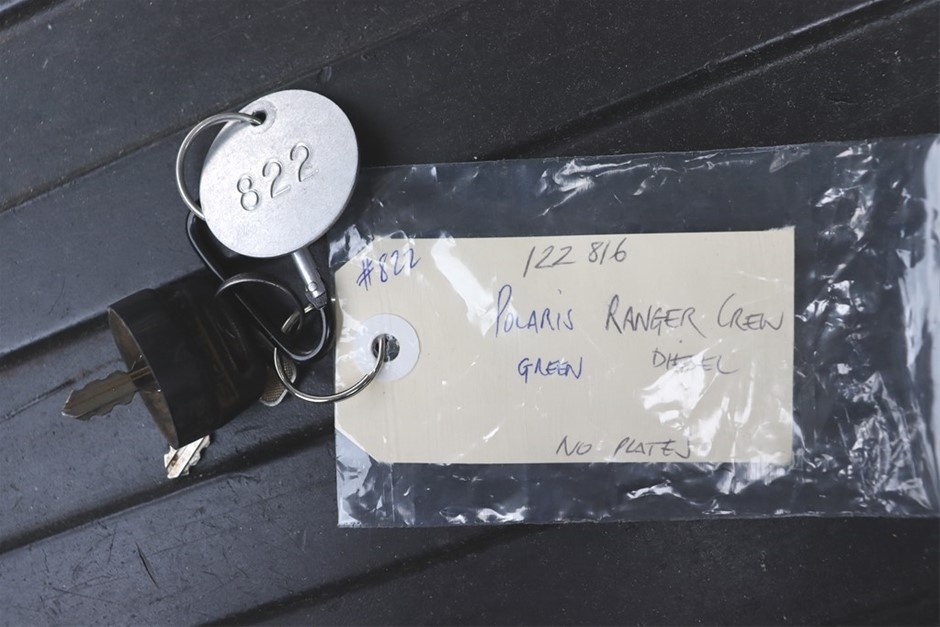 822
#822
122 816
POLARIS RANGER CREW
GREEN DIESEL
NO PLATES